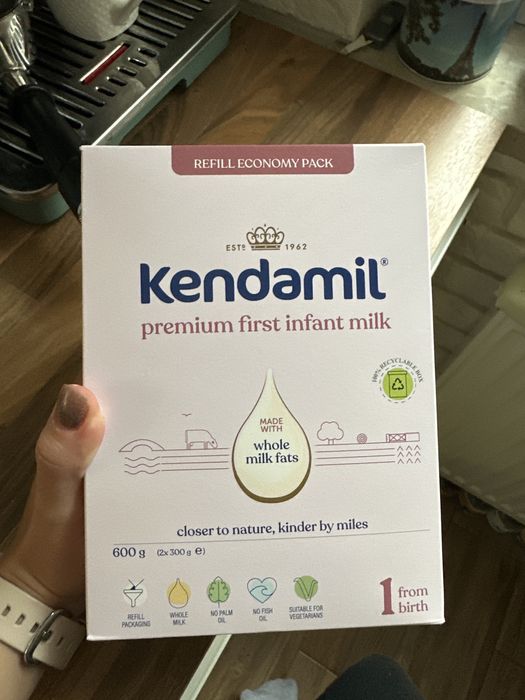 REFILL ECONOMY PACK
ESTD 1962
Kendamil®
premium first infant milk
100% RECYCLABLE BOX
MADE
WITH
whole
milk fats
closer to nature, kinder by miles
600 g (2x 300 g ℮)
REFILL
PACKAGING
WHOLE
MILK
NO PALM
OIL
NO FISH
OIL
SUITABLE FOR
VEGETARIANS
1 from
birth